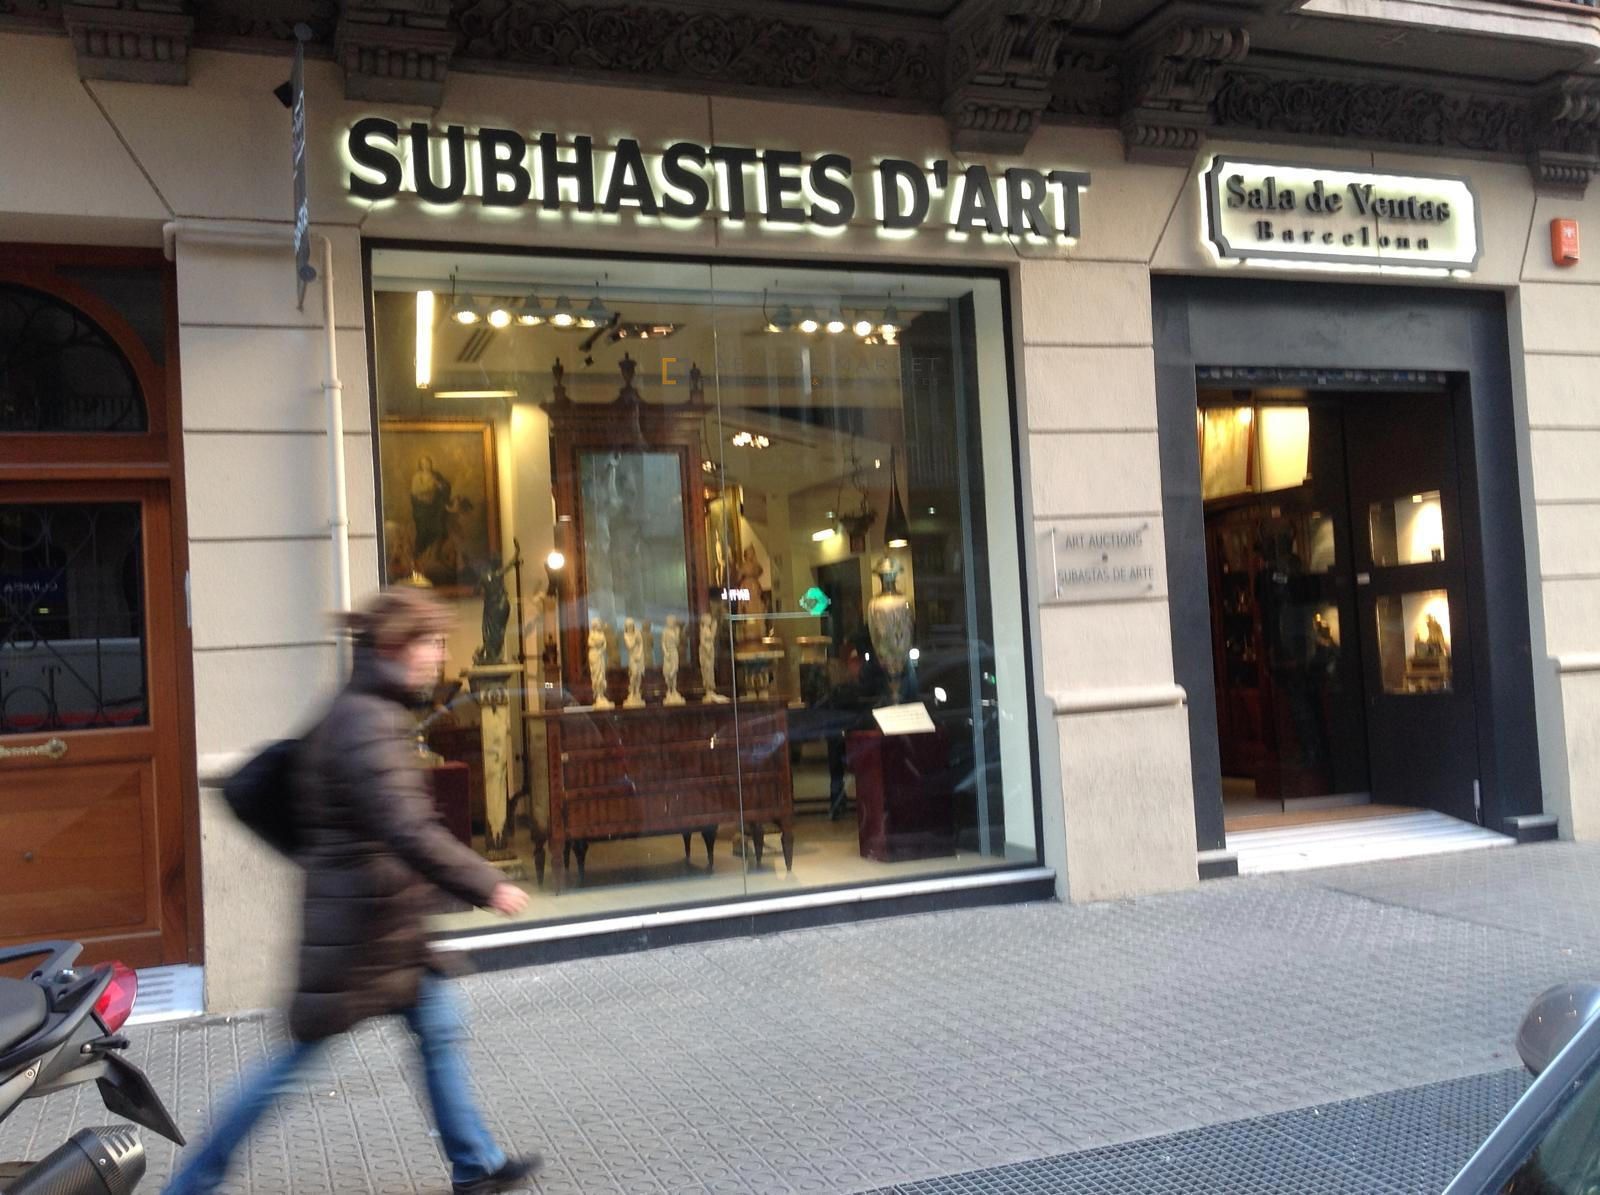 SUBHASTES D'ART
Sala de Ventas
Barcelona
ART AUCTIONS
SUBASTAS DE ARTE